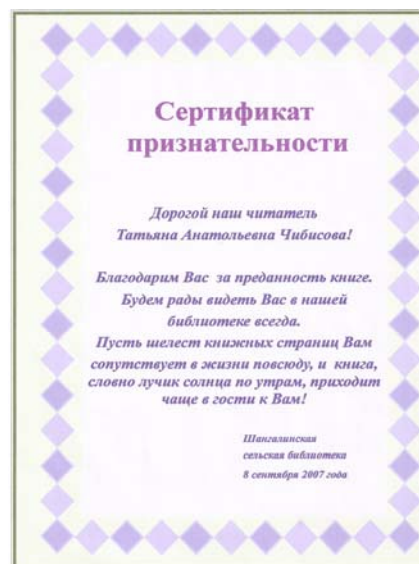 Сертификат
признательности
Дорогой наш читатель
Татьяна Анатольевна Чибисова!
Благодарим Вас за преданность книге.
Будем рады видеть Вас в нашей
библиотеке всегда.
Пусть шелест книжных страниц Вам
сопутствует в жизни повсюду, и книга,
словно лучик солнца по утрам, приходит
чаще в гости к Вам!
Шангалинская
сельская библиотека
8 сентября 2007 года